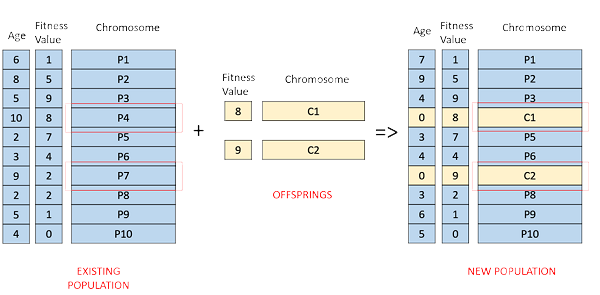 Age Fitness Value Chromosome
6 1 P1
8 5 P2
5 9 P3
10 8 P4
2 7 P5
3 4 P6
9 2 P7
2 2 P8
5 1 P9
4 0 P10
EXISTING
POPULATION
+
Fitness Value Chromosome
8 C1
9 C2
OFFSPRINGS
=>
Age Fitness Value Chromosome
7 1 P1
9 5 P2
4 9 P3
0 8 C1
3 7 P5
4 4 P6
0 9 C2
3 2 P8
6 1 P9
5 0 P10
NEW POPULATION